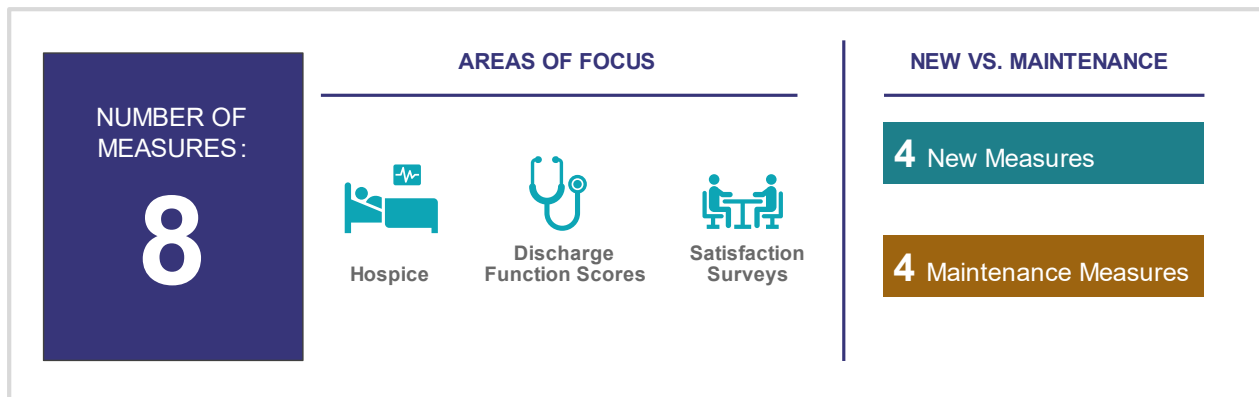 NUMBER OF
MEASURES:
8
AREAS OF FOCUS
Hospice
Discharge
Function Scores
Satisfaction
Surveys
NEW VS. MAINTENANCE
4 New Measures
4 Maintenance Measures